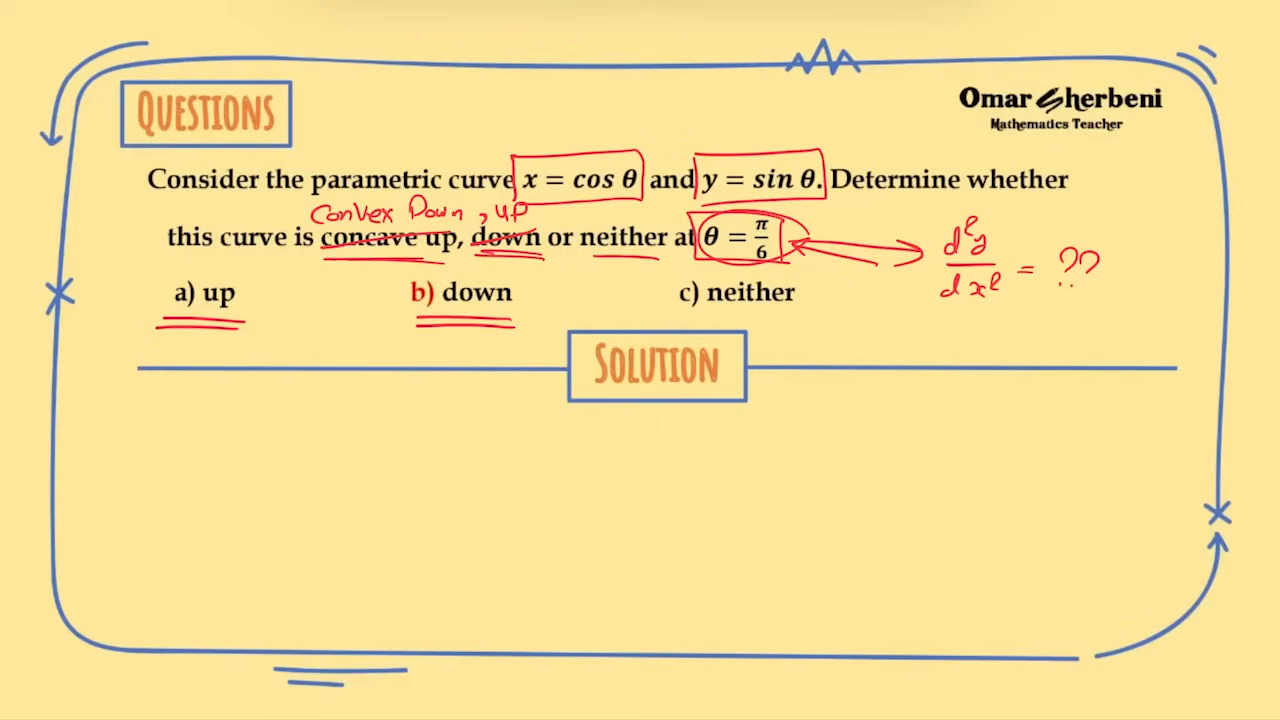 QUESTIONS
Omar Sherbeni
Mathematics Teacher
Consider the parametric curve x = cos θ and y = sin θ. Determine whether
Convex Down, up
this curve is concave up, down or neither at θ = π/6
d²y/dx² = ??
a) up b) down c) neither
SOLUTION